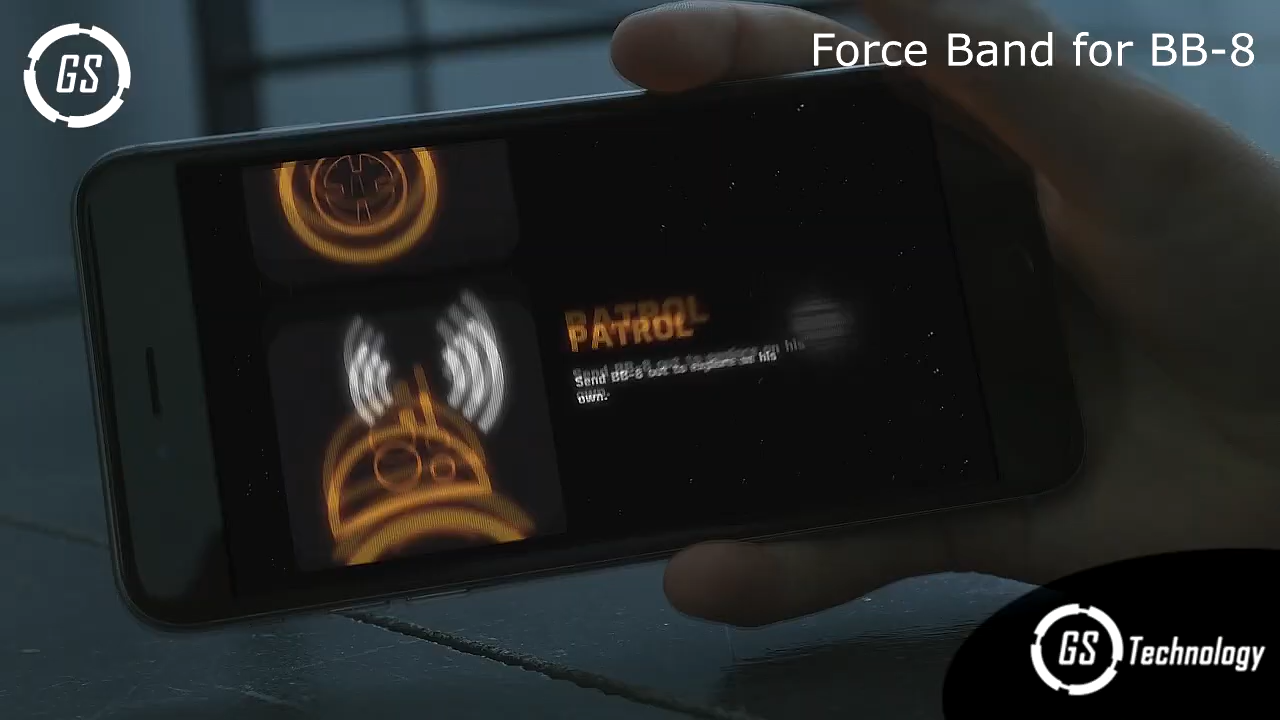 GS
Force Band for BB-8
PATROL
Send BB-8 out to explore on his
own.
GS Technology